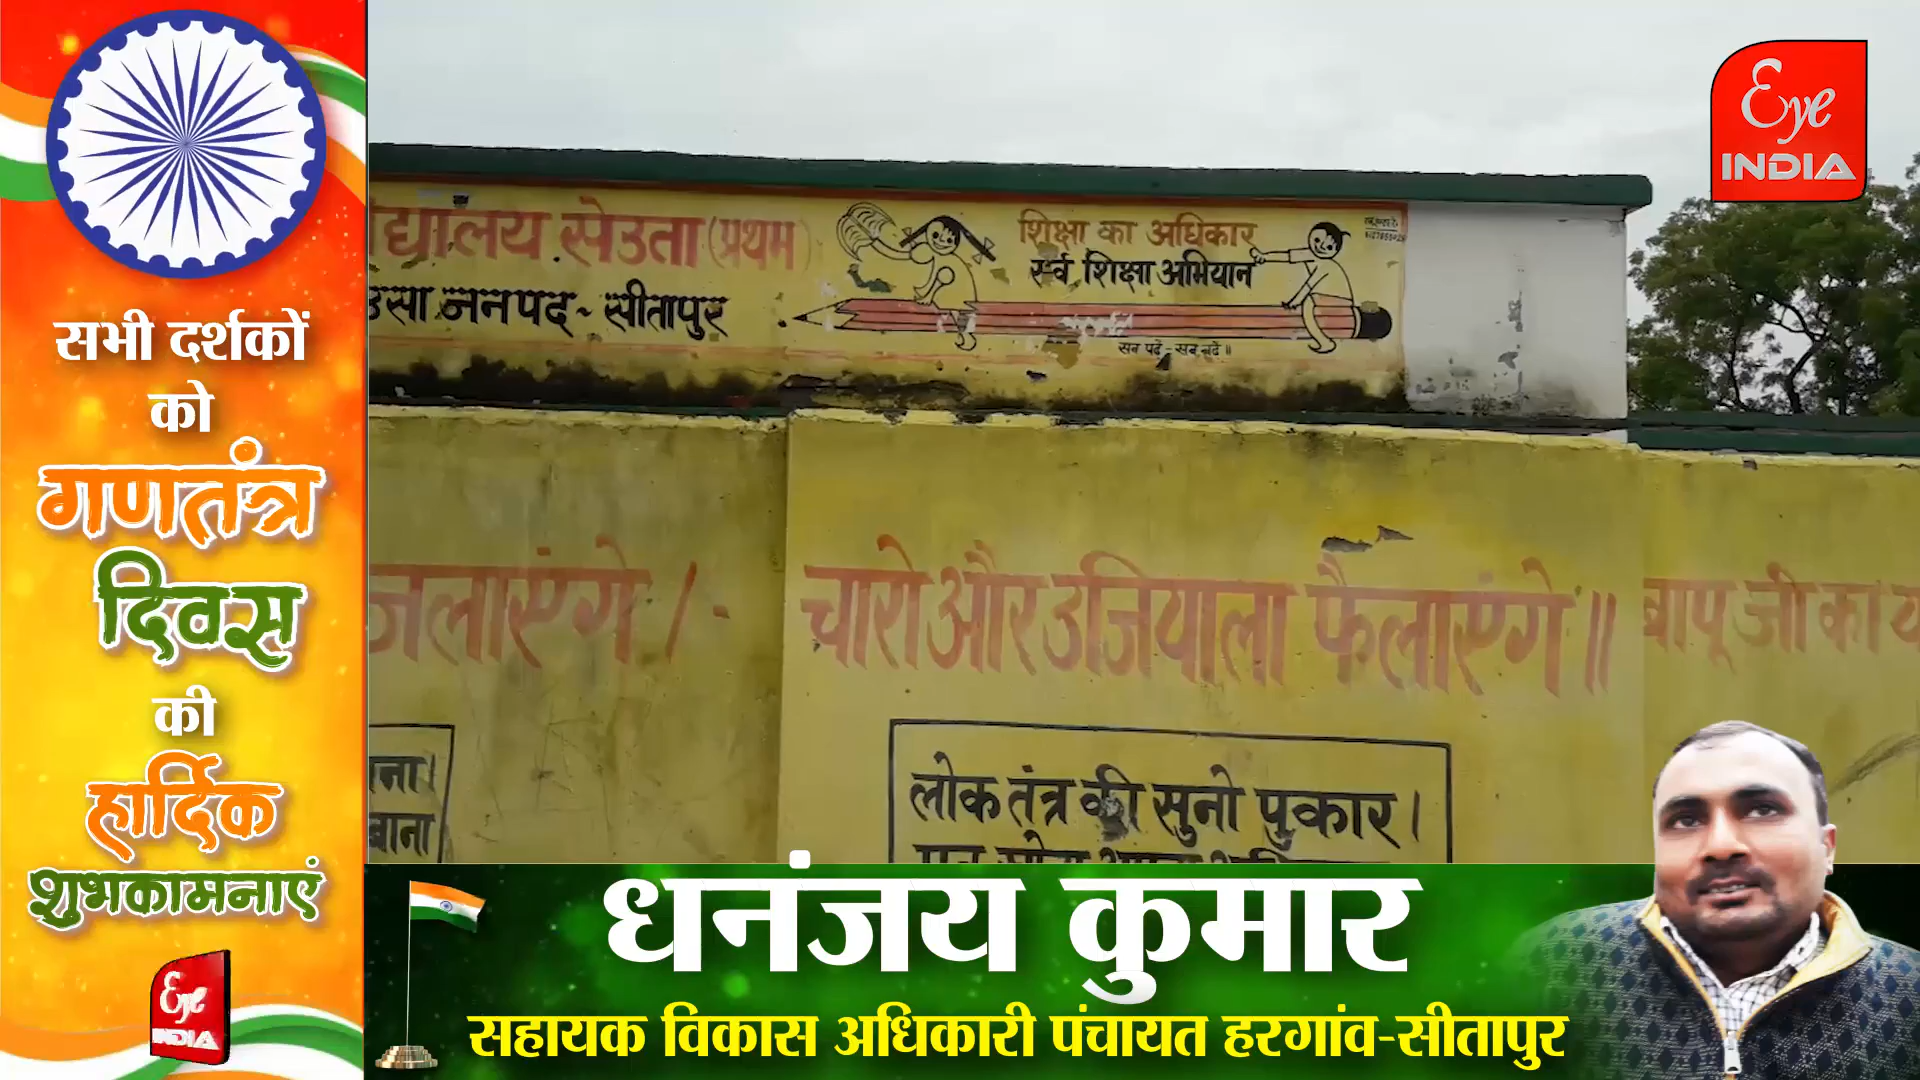 सभी दर्शकों
को
गणतंत्र
दिवस
की
हार्दिक
शुभकामनाएं
Eye
INDIA
Eye
INDIA
द्यालय सेउता (प्रथम)
उसा जनपद ~ सीतापुर
शिक्षा का अधिकार
सर्व शिक्षा अभियान
सब पढें - सब बढें॥
जलाएंगे।-
चारो और उजियाला फैलाएंगे॥
बापू जी का
ना।
बाना
लोक तंत्र की सुनो पुकार।
धनंजय कुमार
सहायक विकास अधिकारी पंचायत हरगांव-सीतापुर